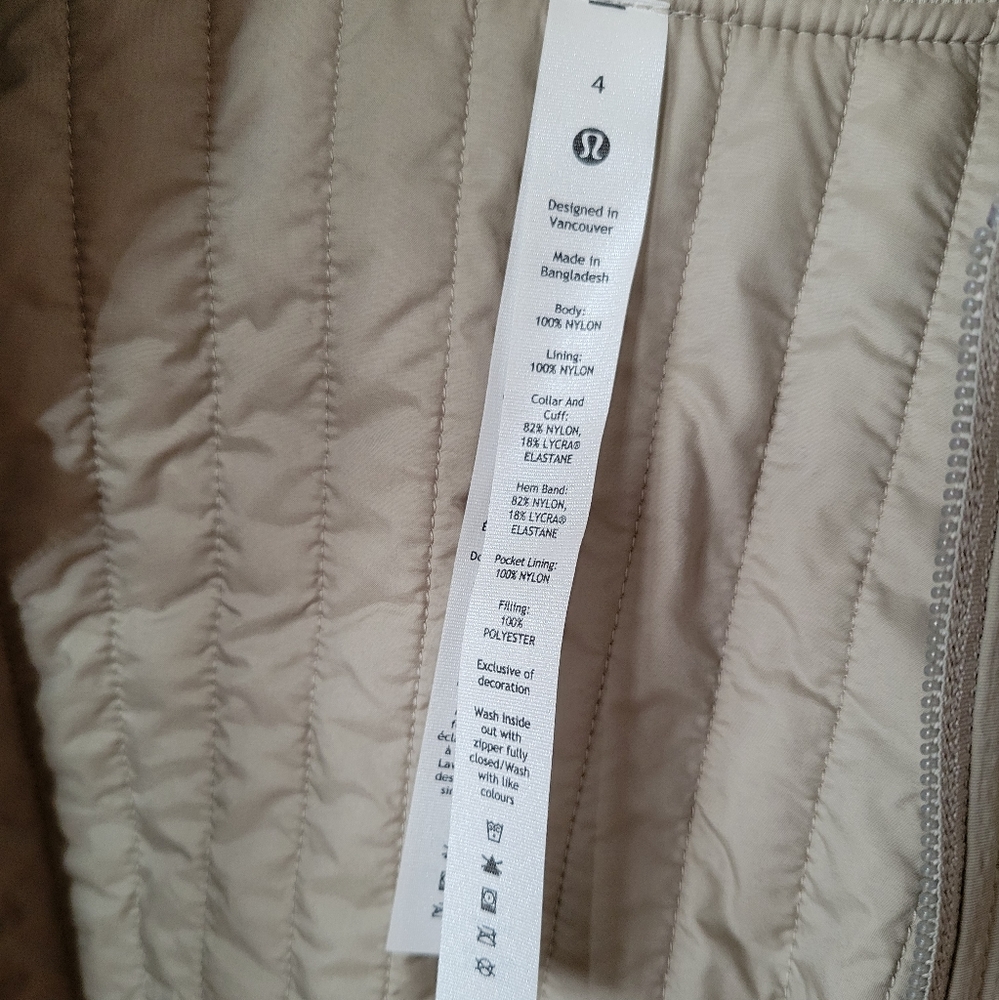 4
Designed in
Vancouver
Made in
Bangladesh
Body:
100% NYLON
Lining:
100% NYLON
Collar And
Cuff:
82% NYLON,
18% LYCRA®
ELASTANE
Hem Band:
82% NYLON,
18% LYCRA®
ELASTANE
Pocket Lining:
100% NYLON
Filling:
100%
POLYESTER
Exclusive of
decoration
Wash inside
out with
zipper fully
closed/Wash
with like
colours